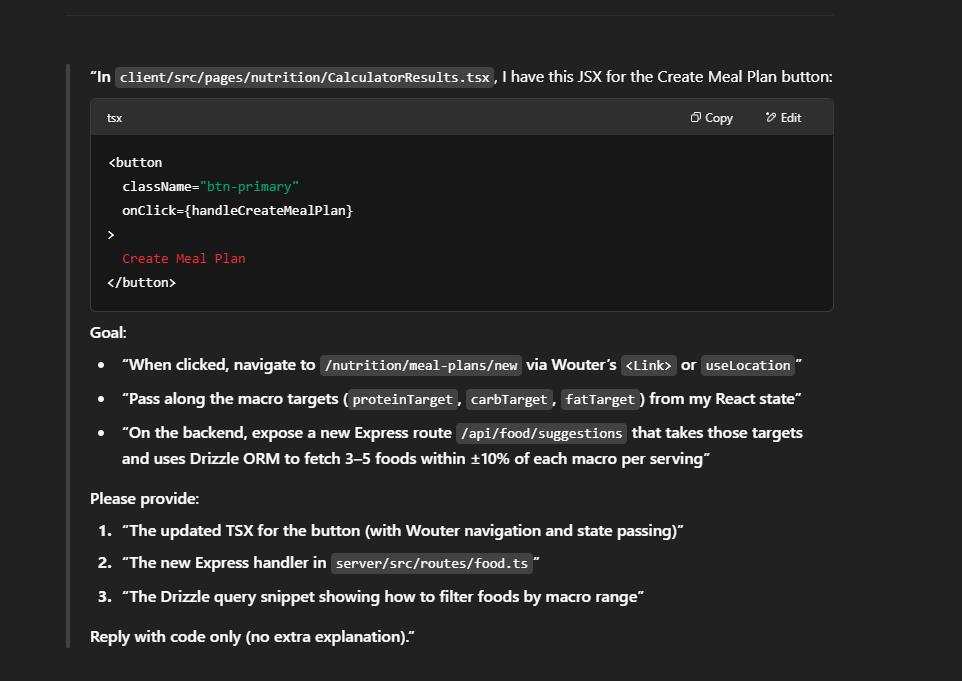 “In client/src/pages/nutrition/CalculatorResults.tsx, I have this JSX for the Create Meal Plan button:
tsx
Copy
Edit
<button
className="btn-primary"
onClick={handleCreateMealPlan}
>
Create Meal Plan
</button>
Goal:
• “When clicked, navigate to /nutrition/meal-plans/new via Wouter’s <Link> or useLocation”
• “Pass along the macro targets (proteinTarget, carbTarget, fatTarget) from my React state”
• “On the backend, expose a new Express route /api/food/suggestions that takes those targets
and uses Drizzle ORM to fetch 3–5 foods within ±10% of each macro per serving”
Please provide:
1. “The updated TSX for the button (with Wouter navigation and state passing)”
2. “The new Express handler in server/src/routes/food.ts”
3. “The Drizzle query snippet showing how to filter foods by macro range”
Reply with code only (no extra explanation).”